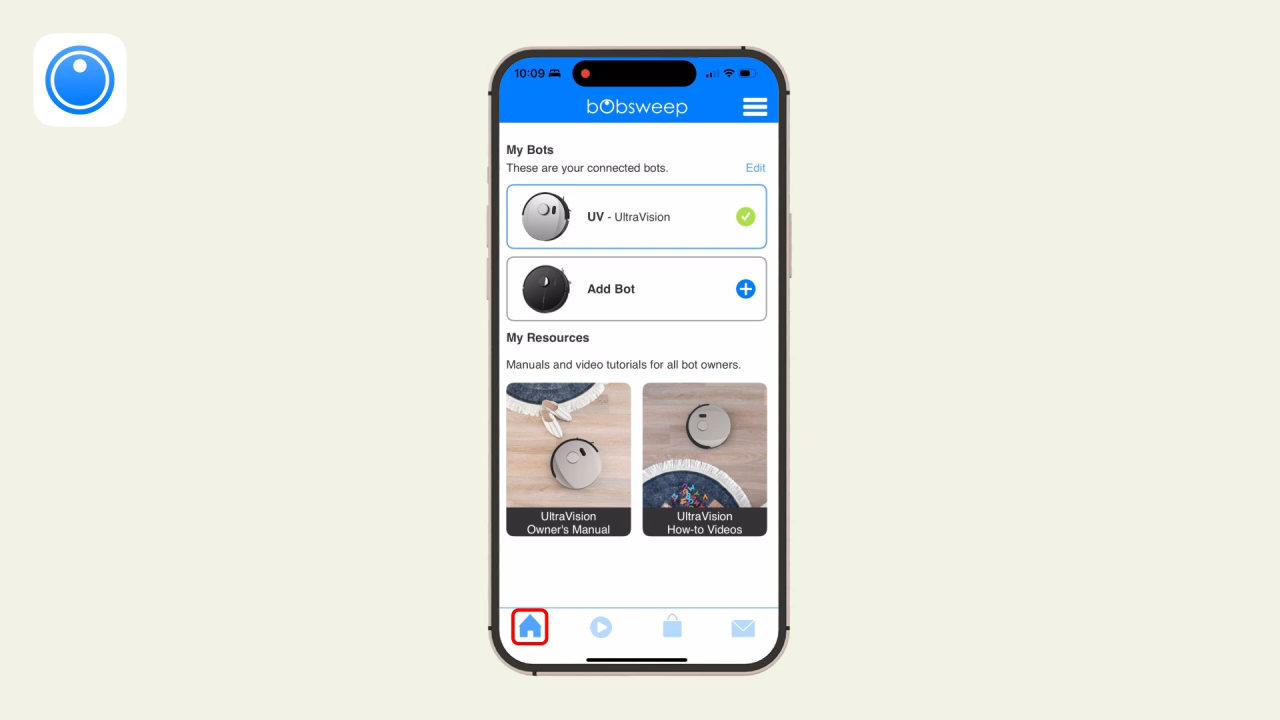 10:09
bobsweep
My Bots
These are your connected bots.
Edit
UV - UltraVision
Add Bot
My Resources
Manuals and video tutorials for all bot owners.
UltraVision
Owner's Manual
UltraVision
How-to Videos